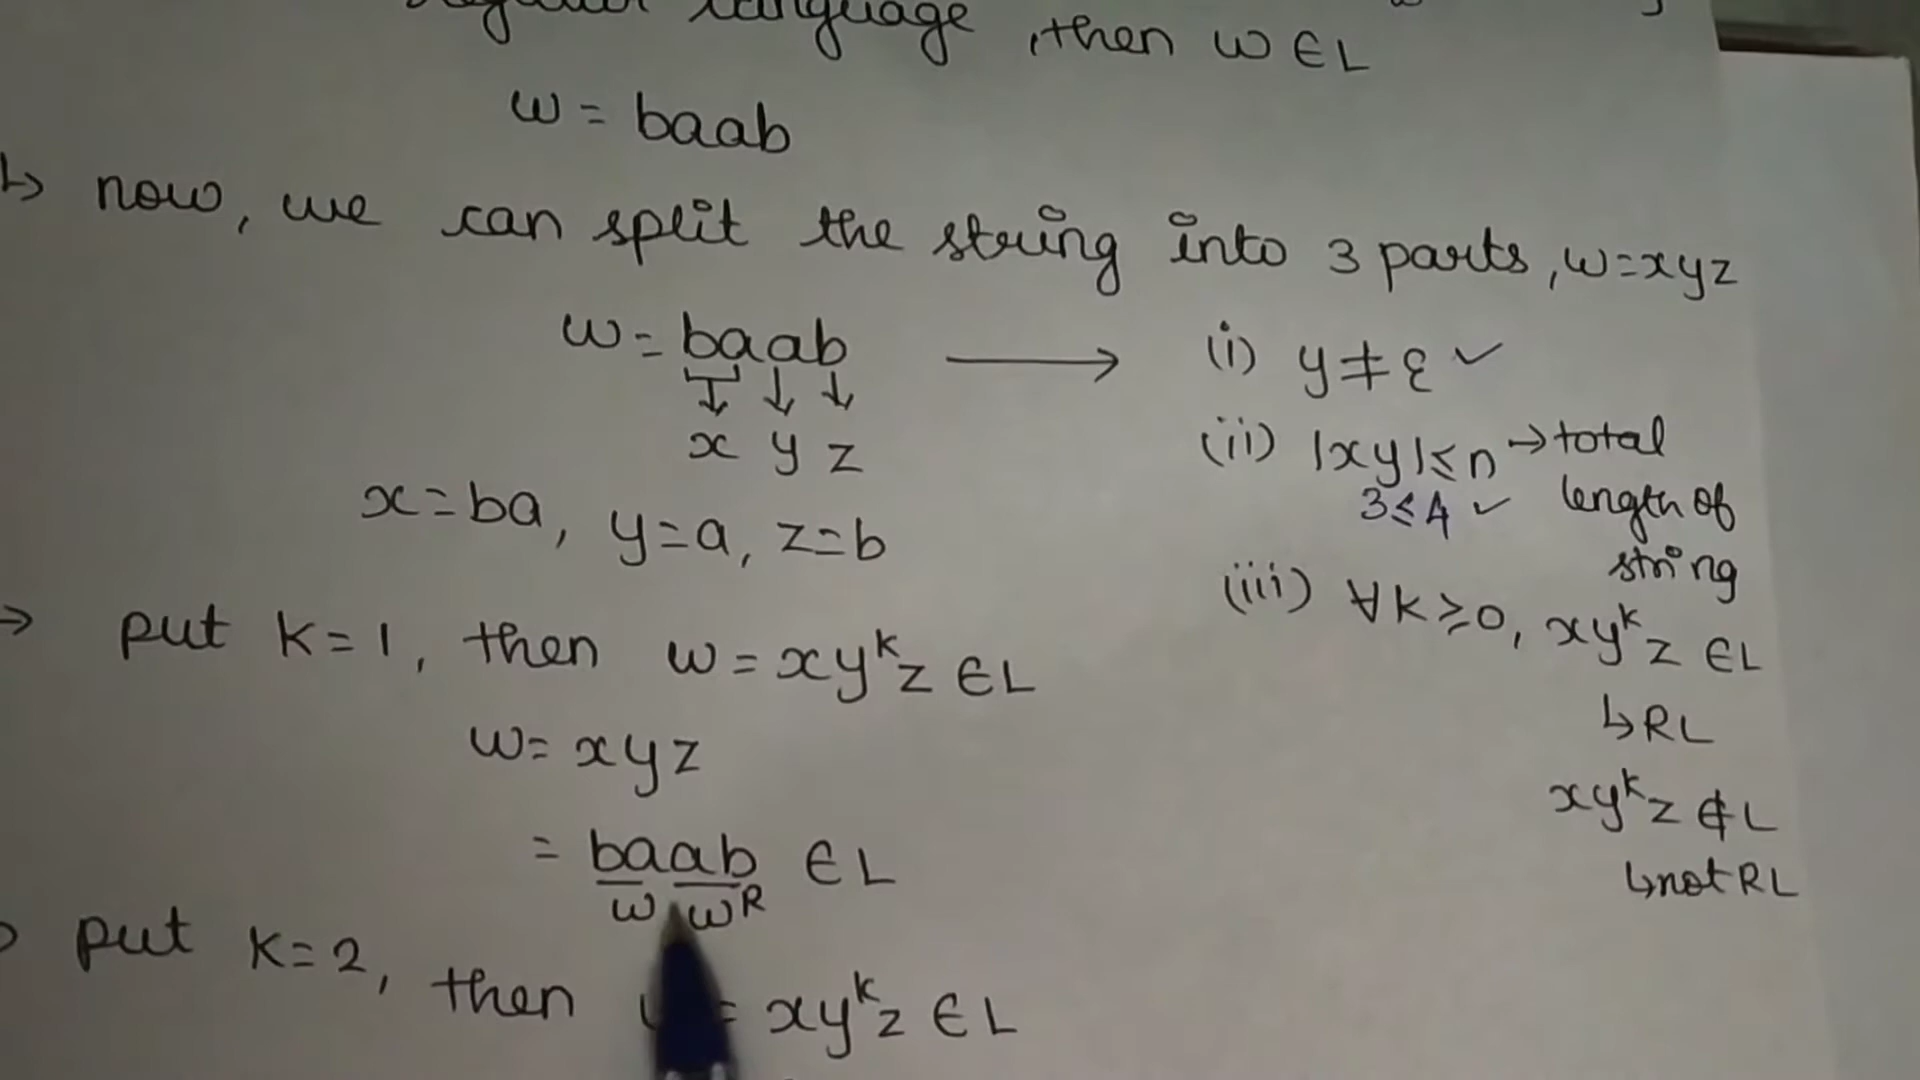 language, then w ∈ L
w = baab
↳ now, we can split the string into 3 parts, w=xyz
w = baab → (i) y ≠ ε ✓
x y z
(ii) |xy| ≤ n → total length of string
3 ≤ 4 ✓
x = ba, y = a, z = b
(iii) ∀k ≥ 0, xy^k z ∈ L
↳ RL
xy^k z ∉ L
↳ not RL
→ put k = 1, then w = xy^k z ∈ L
w = xyz
= baab ∈ L
w w^R
put k = 2, then = xy^k z ∈ L